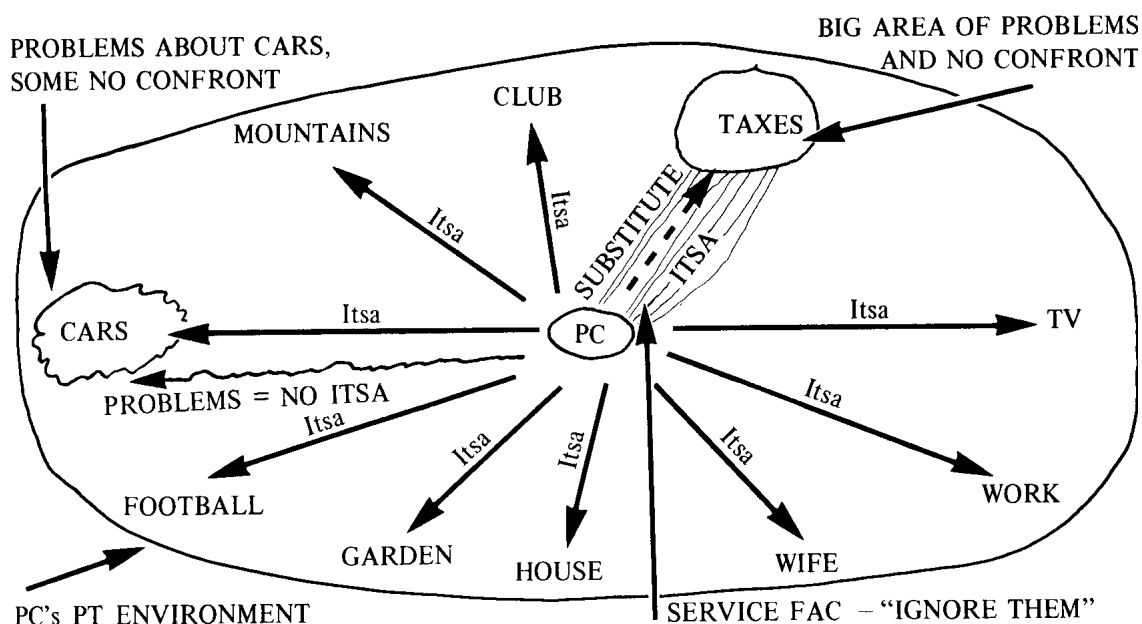 PROBLEMS ABOUT CARS,
SOME NO CONFRONT
BIG AREA OF PROBLEMS
AND NO CONFRONT
CLUB
MOUNTAINS
TAXES
Itsa
Itsa
SUBSTITUTE
ITSA
CARS
Itsa
PC
Itsa
TV
PROBLEMS = NO ITSA
Itsa
Itsa
Itsa
Itsa
Itsa
FOOTBALL
WORK
GARDEN
HOUSE
WIFE
PC's PT ENVIRONMENT
SERVICE FAC – “IGNORE THEM”